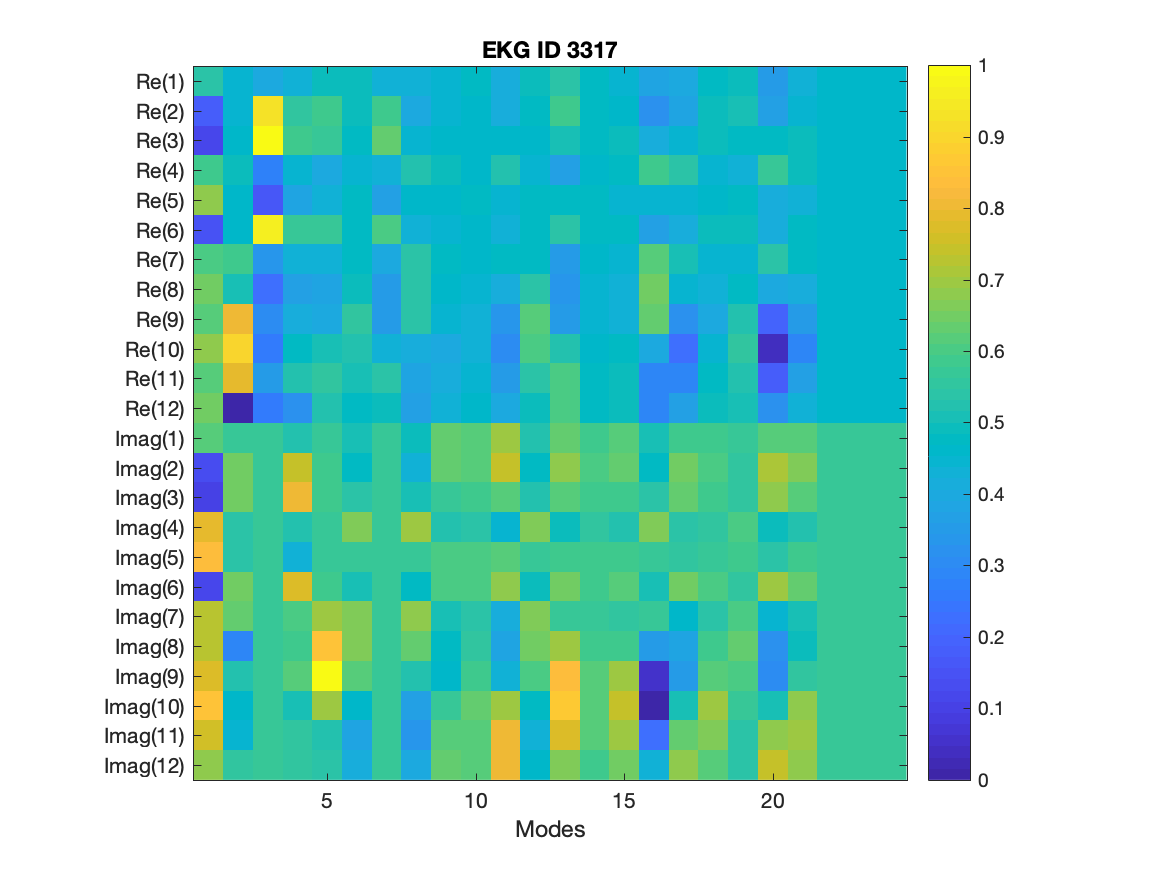 EKG ID 3317
Re(1)
Re(2)
Re(3)
Re(4)
Re(5)
Re(6)
Re(7)
Re(8)
Re(9)
Re(10)
Re(11)
Re(12)
Imag(1)
Imag(2)
Imag(3)
Imag(4)
Imag(5)
Imag(6)
Imag(7)
Imag(8)
Imag(9)
Imag(10)
Imag(11)
Imag(12)
5 10 15 20
Modes
1
0.9
0.8
0.7
0.6
0.5
0.4
0.3
0.2
0.1
0